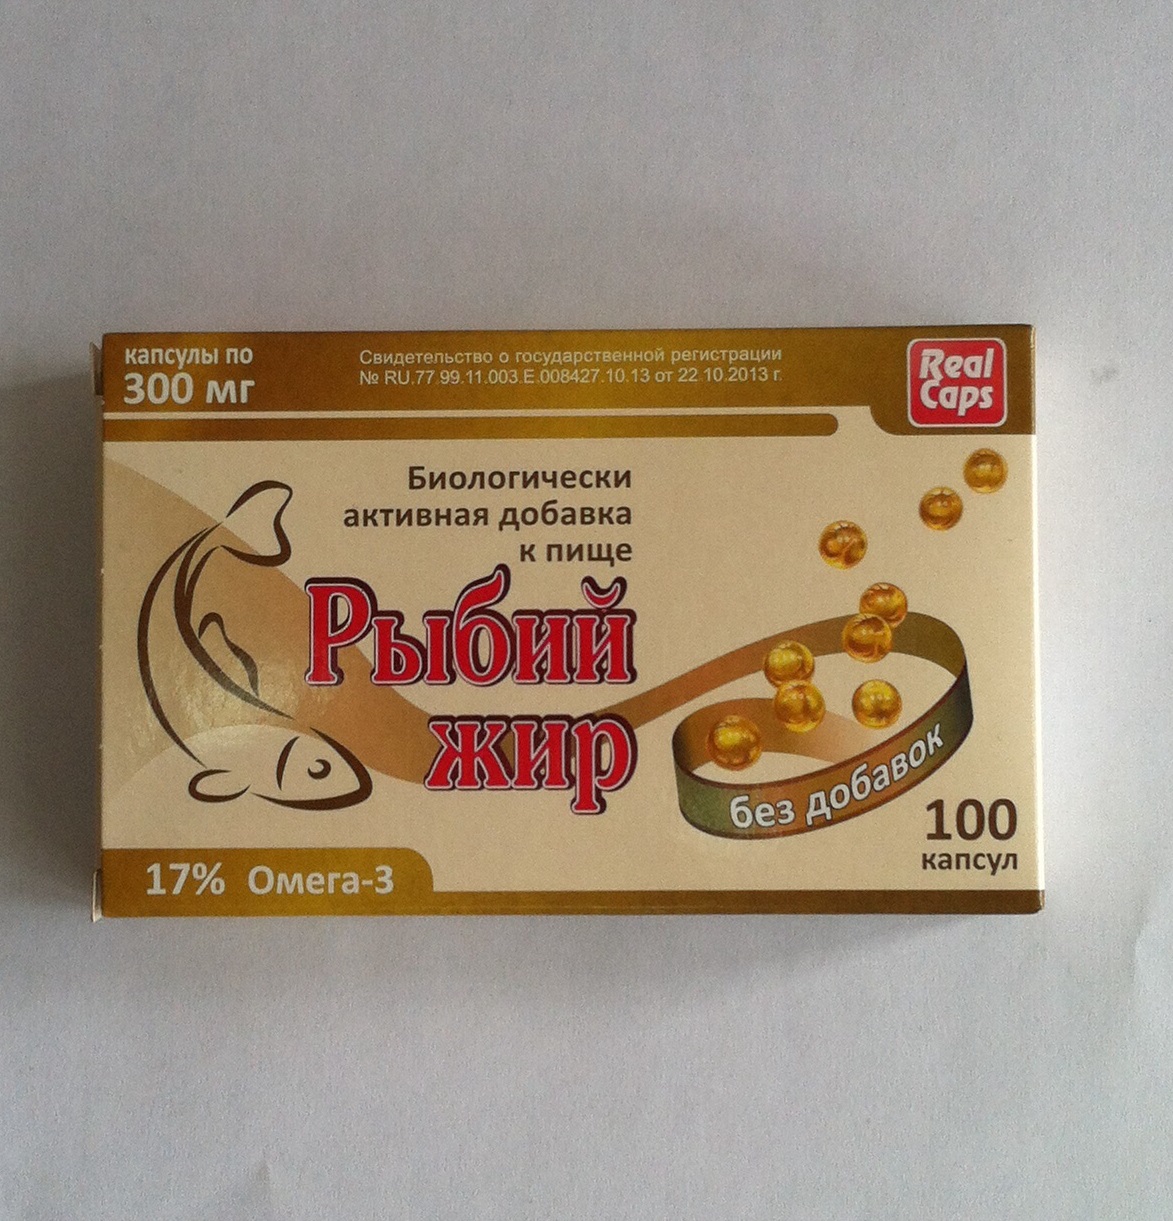 капсулы по
300 мг
Свидетельство о государственной регистрации
№ RU.77.99.11.003.Е.008427.10.13 от 22.10.2013 г.
Real
Caps
Биологически
активная добавка
к пище
Рыбий
жир
без добавок
100
капсул
17% Омега-3